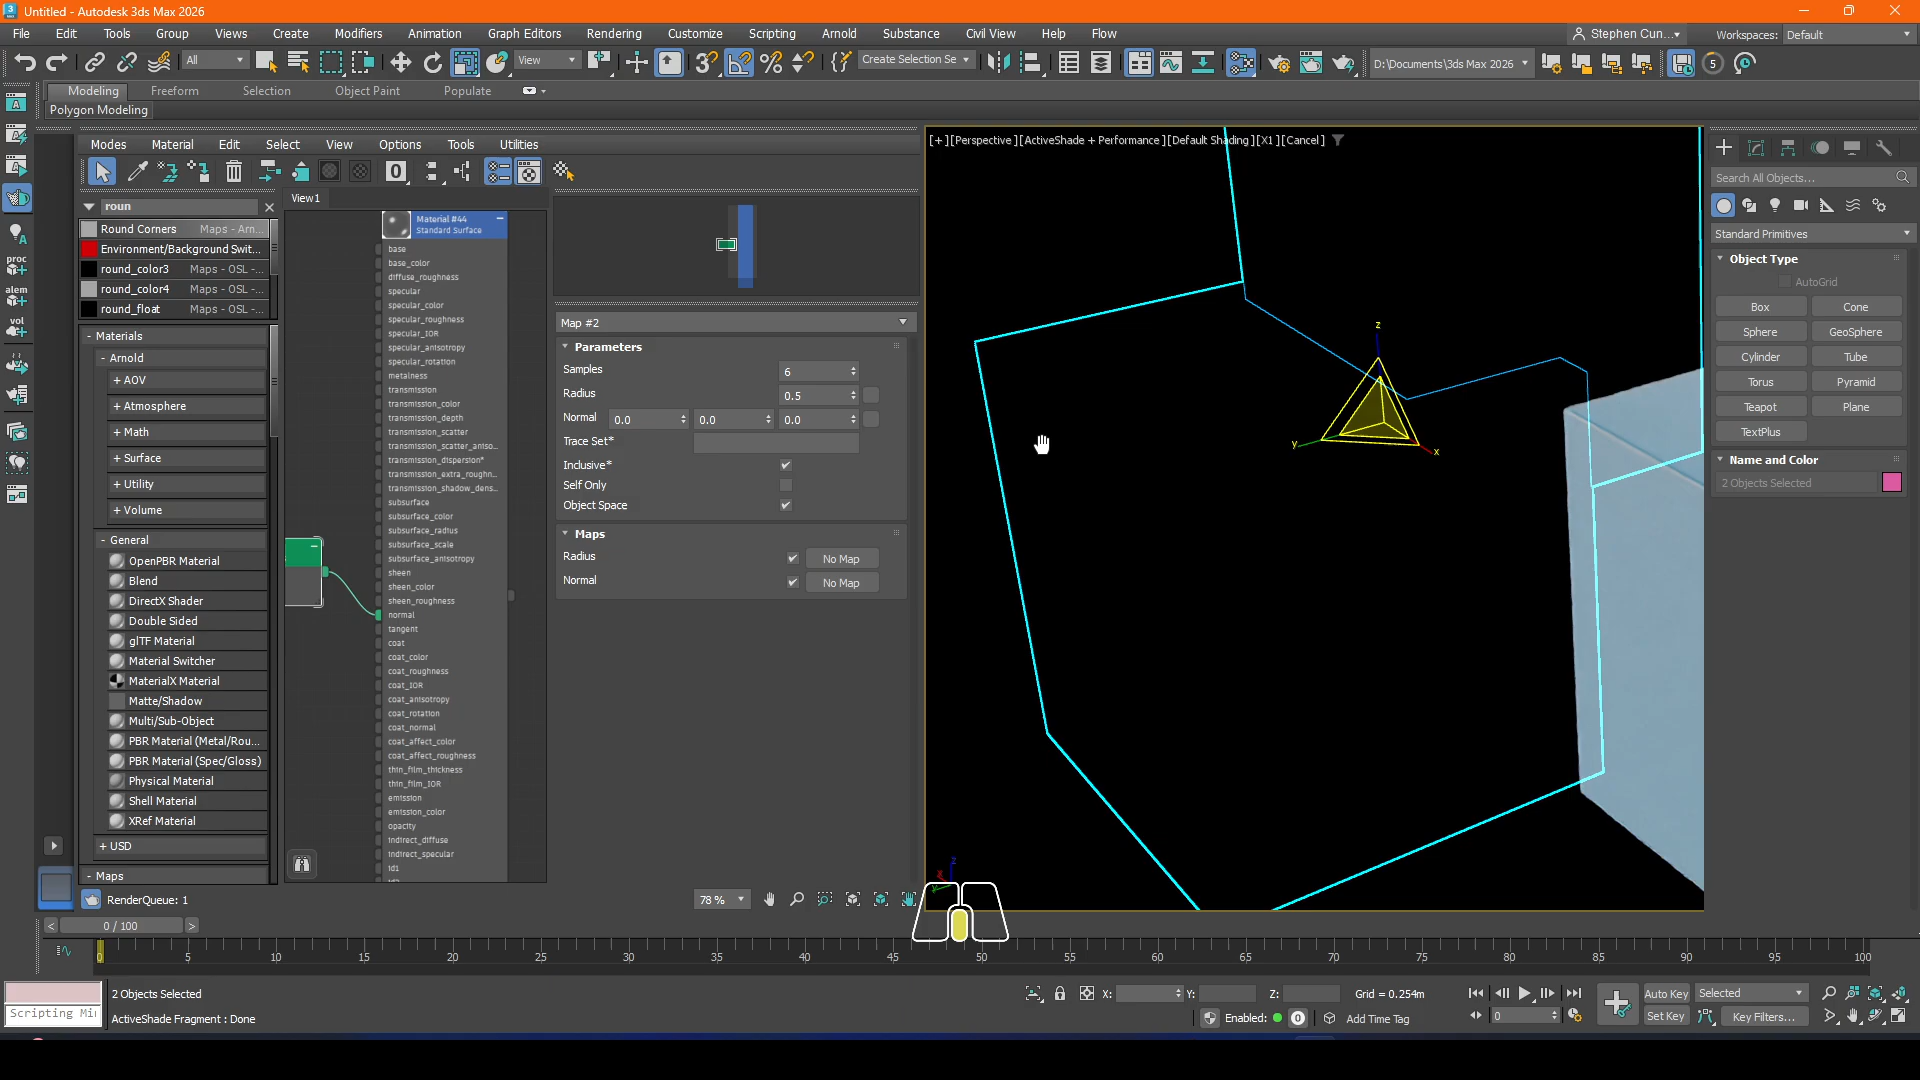 Untitled - Autodesk 3ds Max 2026
File Edit Tools Group Views Create Modifiers Animation Graph Editors Rendering Customize Scripting Arnold Substance Civil View Help Flow
Stephen Cun... Workspaces: Default
All View Create Selection Se D:\Documents\3ds Max 2026
Modeling Freeform Selection Object Paint Populate
Polygon Modeling
Modes Material Edit Select View Options Tools Utilities
roun
View1
Round Corners Maps - Arn...
Environment/Background Swit...
round_color3 Maps - OSL -...
round_color4 Maps - OSL -...
round_float Maps - OSL -...
- Materials
- Arnold
+ AOV
+ Atmosphere
+ Math
+ Surface
+ Utility
+ Volume
- General
OpenPBR Material
Blend
DirectX Shader
Double Sided
glTF Material
Material Switcher
MaterialX Material
Matte/Shadow
Multi/Sub-Object
PBR Material (Metal/Rou...
PBR Material (Spec/Gloss)
Physical Material
Shell Material
XRef Material
+ USD
- Maps
proc
alem
vol
Material #44
Standard Surface
base
base_color
diffuse_roughness
specular
specular_color
specular_roughness
specular_IOR
specular_anisotropy
specular_rotation
metalness
transmission
transmission_color
transmission_depth
transmission_scatter
transmission_scatter_aniso...
transmission_dispersion*
transmission_extra_roughn...
transmission_shadow_dens...
subsurface
subsurface_color
subsurface_radius
subsurface_scale
subsurface_anisotropy
sheen
sheen_color
sheen_roughness
normal
tangent
coat
coat_color
coat_roughness
coat_IOR
coat_anisotropy
coat_rotation
coat_normal
coat_affect_color
coat_affect_roughness
thin_film_thickness
thin_film_IOR
emission
emission_color
opacity
indirect_diffuse
indirect_specular
id1
Map #2
Parameters
Samples 6
Radius 0.5
Normal 0.0 0.0 0.0
Trace Set*
Inclusive*
Self Only
Object Space
Maps
Radius No Map
Normal No Map
78 %
[+][Perspective][ActiveShade + Performance][Default Shading][X1][Cancel]
z
y
x
z
x
y
Search All Objects...
Standard Primitives
Object Type
AutoGrid
Box Cone
Sphere GeoSphere
Cylinder Tube
Torus Pyramid
Teapot Plane
TextPlus
Name and Color
2 Objects Selected
RenderQueue: 1
< 0 / 100 >
0 5 10 15 20 25 30 35 40 45 50 55 60 65 70 75 80 85 90 95 100
2 Objects Selected
X: Y: Z: Grid = 0.254m
Auto Key Selected
Scripting Mi
ActiveShade Fragment : Done
Enabled: 0 Add Time Tag
0
Set Key Key Filters...